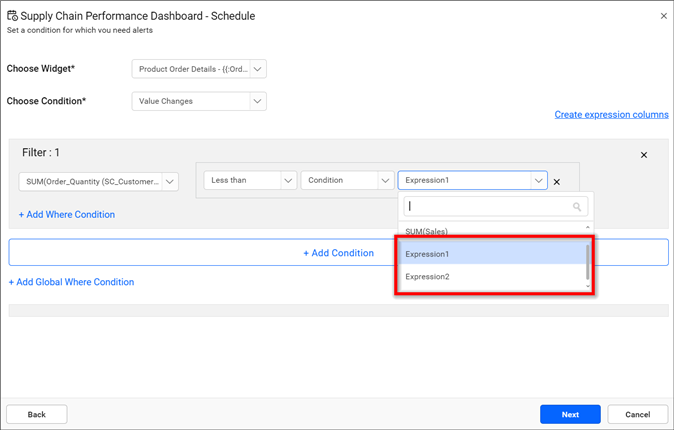 Supply Chain Performance Dashboard - Schedule
Set a condition for which you need alerts
Choose Widget*
Product Order Details - {{:Ord...
Choose Condition*
Value Changes
Create expression columns
Filter : 1
SUM(Order_Quantity (SC_Customer...
Less than
Condition
Expression1
+ Add Where Condition
SUM(Sales)
+ Add Condition
Expression1
Expression2
+ Add Global Where Condition
Back
Next
Cancel